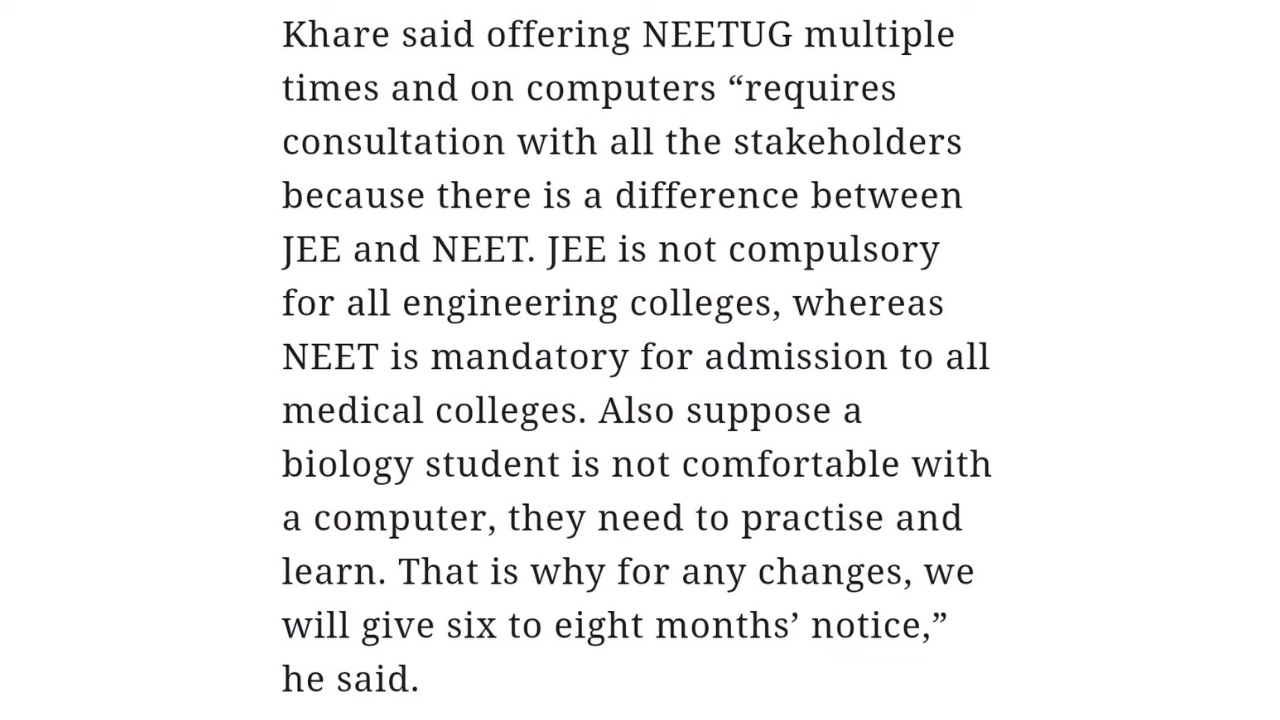 Khare said offering NEETUG multiple
times and on computers “requires
consultation with all the stakeholders
because there is a difference between
JEE and NEET. JEE is not compulsory
for all engineering colleges, whereas
NEET is mandatory for admission to all
medical colleges. Also suppose a
biology student is not comfortable with
a computer, they need to practise and
learn. That is why for any changes, we
will give six to eight months’ notice,”
he said.